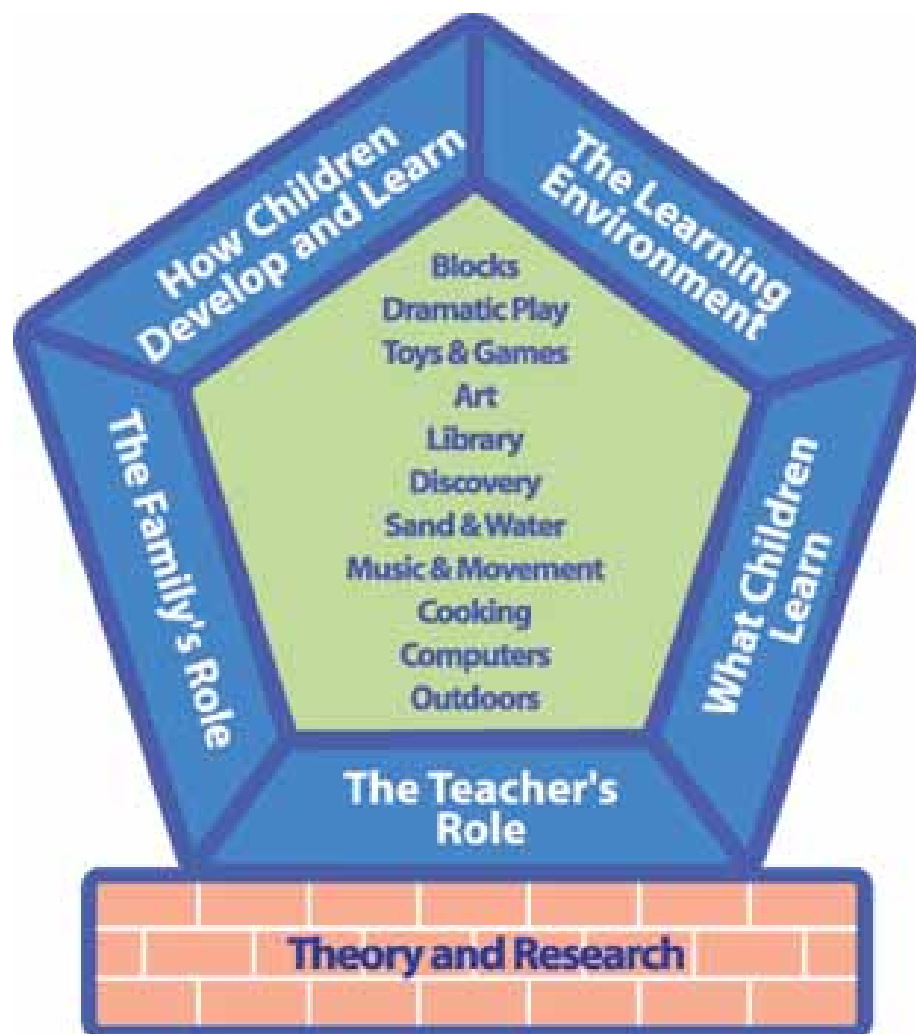 How Children
Develop and Learn
The Learning
Environment
Blocks
Dramatic Play
Toys & Games
Art
Library
Discovery
Sand & Water
Music & Movement
Cooking
Computers
Outdoors
The Family's Role
What Children
Learn
The Teacher's
Role
Theory and Research